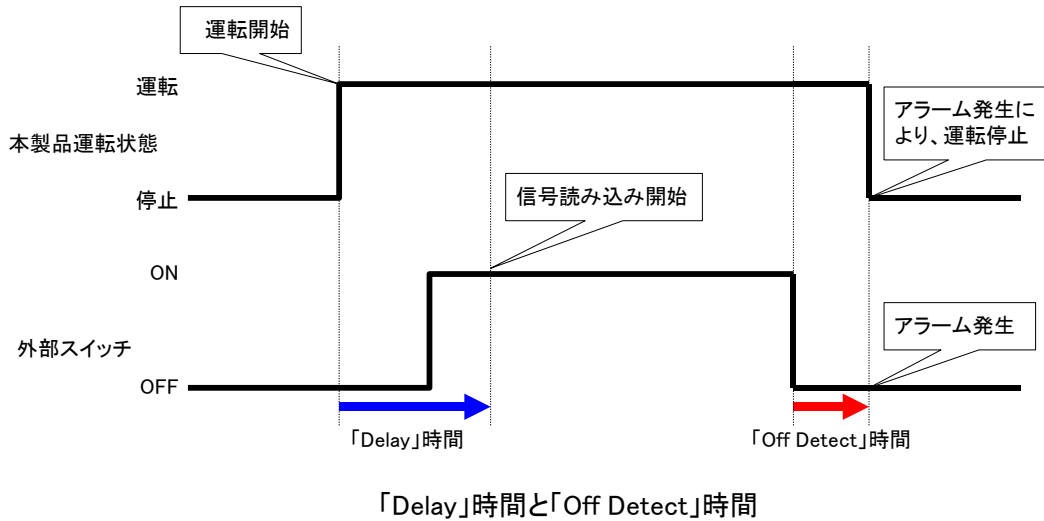 運転開始
運転
本製品運転状態
停止
アラーム発生に
より、運転停止
信号読み込み開始
ON
外部スイッチ
OFF
アラーム発生
「Delay」時間
「Off Detect」時間
「Delay」時間と「Off Detect」時間